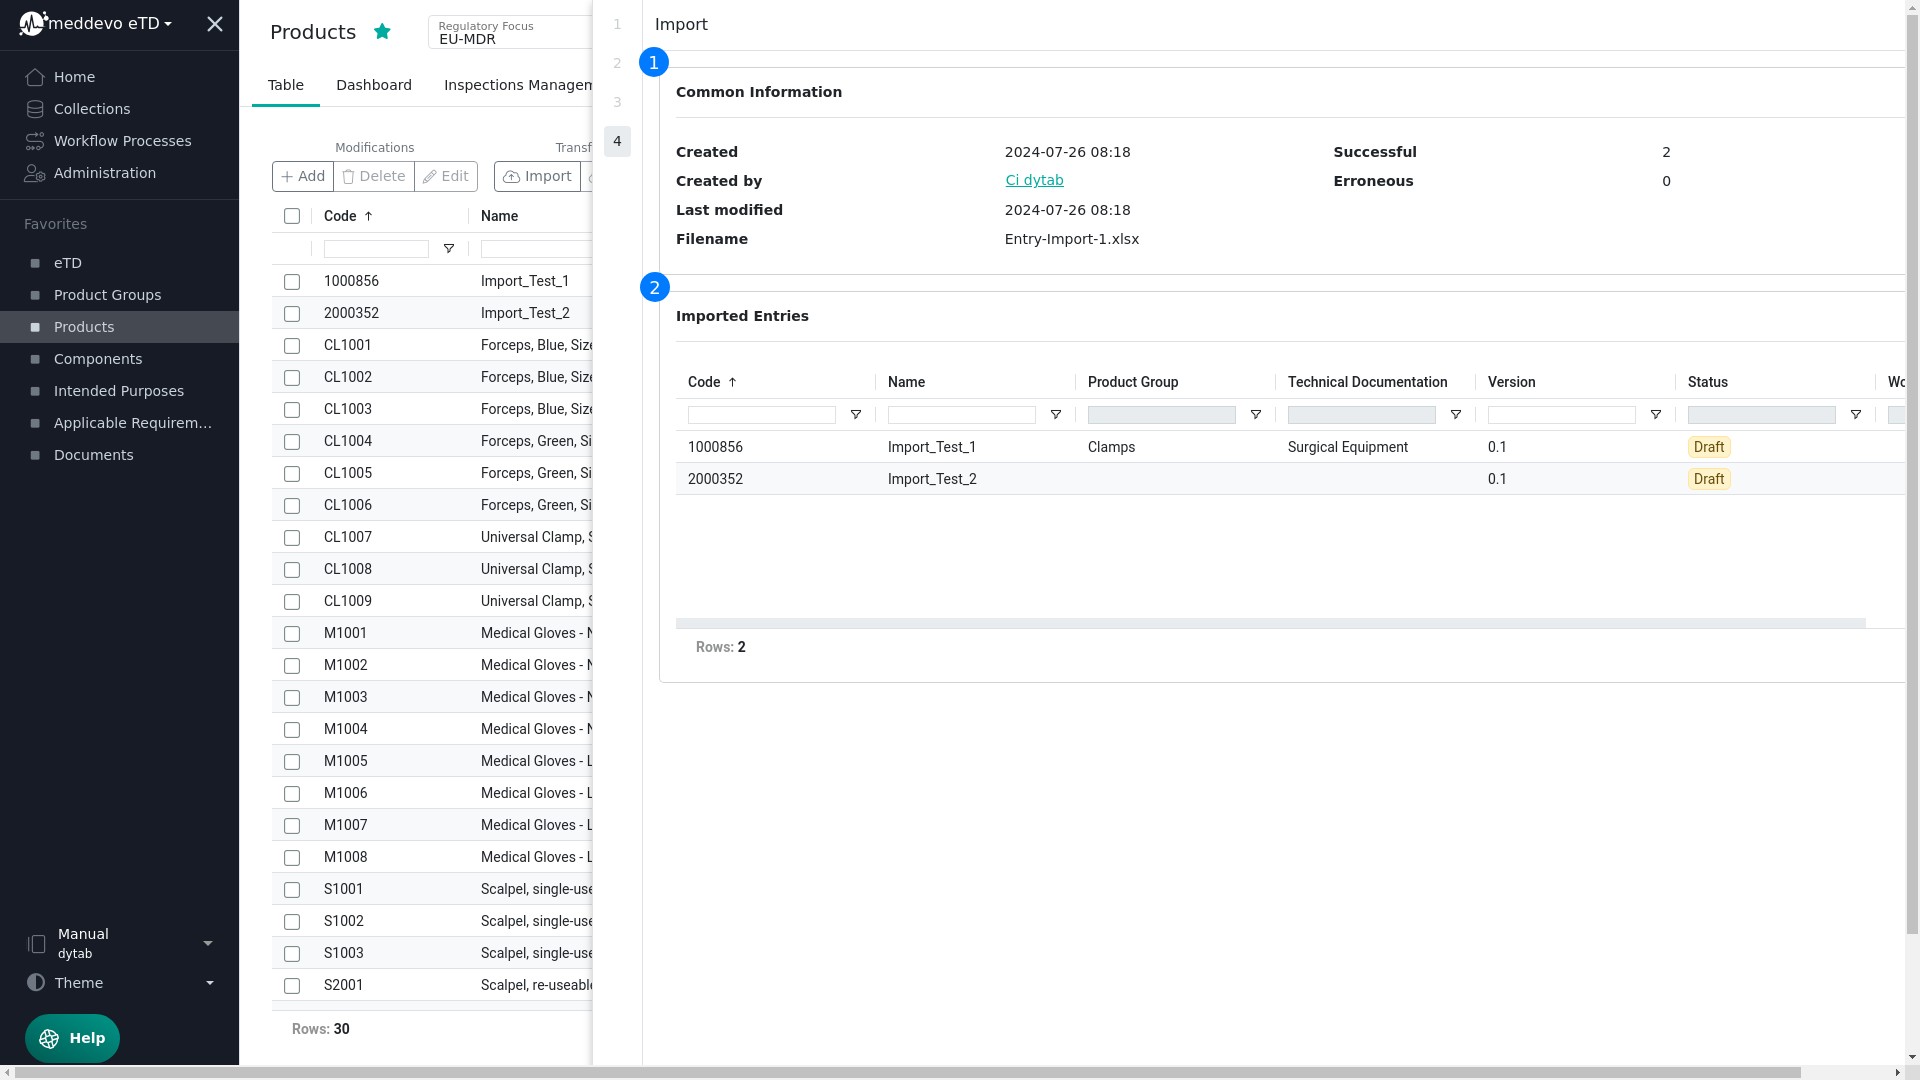 meddevo eTD
Home
Collections
Workflow Processes
Administration
Favorites
eTD
Product Groups
Products
Components
Intended Purposes
Applicable Requirem...
Documents
Manual
dytab
Theme
Help
Products
Regulatory Focus
EU-MDR
Table
Dashboard
Inspections Managem
Modifications
Transf
Add
Delete
Edit
Import
Code
Name
1000856 Import_Test_1
2000352 Import_Test_2
CL1001 Forceps, Blue, Size
CL1002 Forceps, Blue, Size
CL1003 Forceps, Blue, Size
CL1004 Forceps, Green, Si
CL1005 Forceps, Green, Si
CL1006 Forceps, Green, Si
CL1007 Universal Clamp, S
CL1008 Universal Clamp, S
CL1009 Universal Clamp, S
M1001 Medical Gloves - N
M1002 Medical Gloves - N
M1003 Medical Gloves - N
M1004 Medical Gloves - N
M1005 Medical Gloves - L
M1006 Medical Gloves - L
M1007 Medical Gloves - L
M1008 Medical Gloves - L
S1001 Scalpel, single-use
S1002 Scalpel, single-use
S1003 Scalpel, single-use
S2001 Scalpel, re-useable
Rows: 30
1
2
3
4
Import
1
Common Information
Created 2024-07-26 08:18 Successful 2
Created by Ci dytab Erroneous 0
Last modified 2024-07-26 08:18
Filename Entry-Import-1.xlsx
2
Imported Entries
Code Name Product Group Technical Documentation Version Status Wo
1000856 Import_Test_1 Clamps Surgical Equipment 0.1 Draft
2000352 Import_Test_2 0.1 Draft
Rows: 2